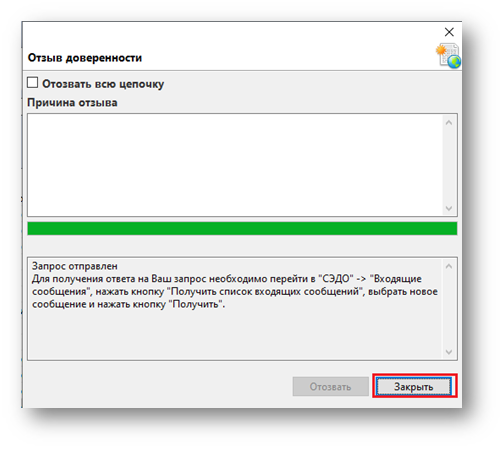 Отзыв доверенности
Отозвать всю цепочку
Причина отзыва
Запрос отправлен
Для получения ответа на Ваш запрос необходимо перейти в "СЭДО" -> "Входящие
сообщения", нажать кнопку "Получить список входящих сообщений", выбрать новое
сообщение и нажать кнопку "Получить".
Отозвать
Закрыть